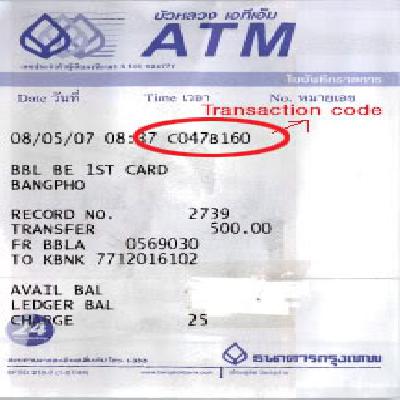 บัวหลวง เอทีเอ็ม
ATM
ใบบันทึกรายการ
Date วันที่ Time เวลา No. หมายเลข
Transaction code
08/05/07 08:37 C047B160
BBL BE 1ST CARD
BANGPHO
RECORD NO. 2739
TRANSFER 500.00
FR BBLA 0569030
TO KBNK 7712016102
AVAIL BAL
LEDGER BAL
CHARGE 25
24
ธนาคารกรุงเทพ